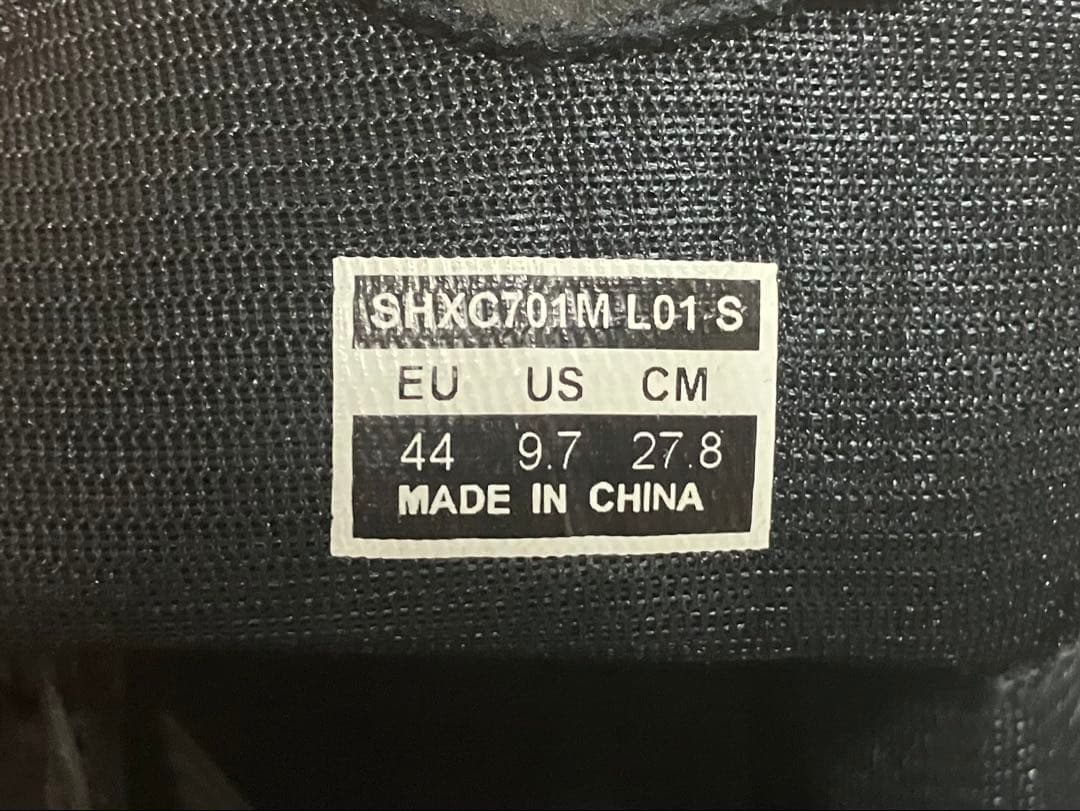 SHXC701M L01 S
EU US CM
44 9.7 27.8
MADE IN CHINA